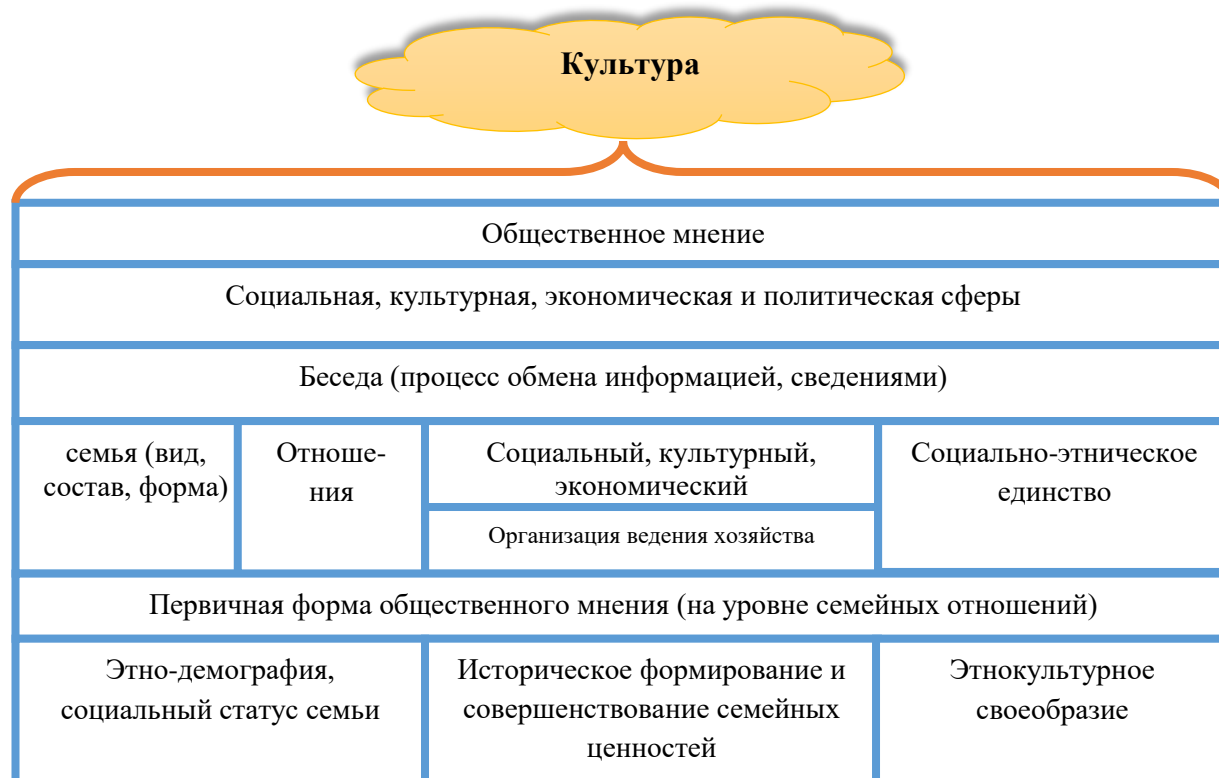 Культура
Общественное мнение
Социальная, культурная, экономическая и политическая сферы
Беседа (процесс обмена информацией, сведениями)
семья (вид,
состав, форма)
Отноше-
ния
Социальный, культурный,
экономический
Организация ведения хозяйства
Социально-этническое
единство
Первичная форма общественного мнения (на уровне семейных отношений)
Этно-демография,
социальный статус семьи
Историческое формирование и
совершенствование семейных
ценностей
Этнокультурное
своеобразие